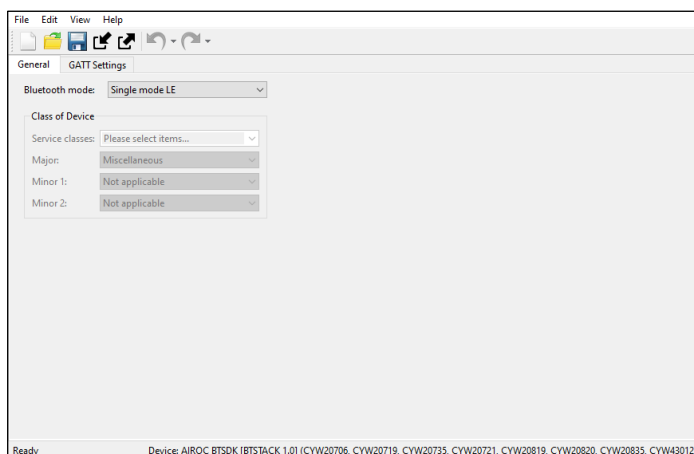 File Edit View Help
General GATT Settings
Bluetooth mode: Single mode LE
Class of Device
Service classes: Please select items...
Major: Miscellaneous
Minor 1: Not applicable
Minor 2: Not applicable
Ready Device: AIROC BTSDK [BTSTACK 1.0] (CYW20706, CYW20719, CYW20735, CYW20721, CYW20819, CYW20820, CYW20835, CYW43012